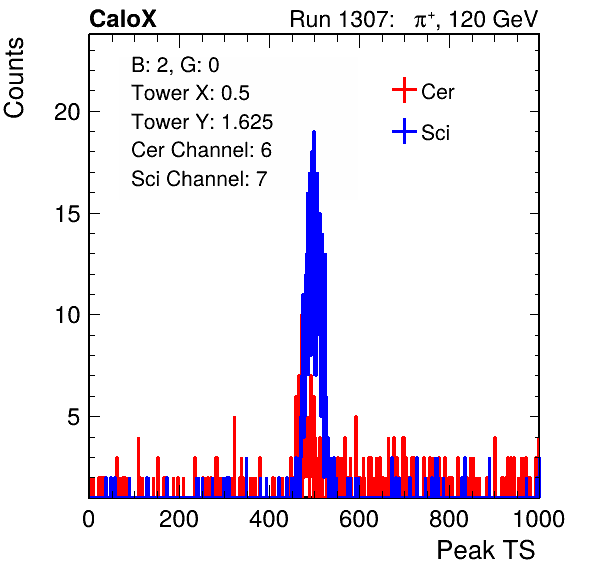 CaloX Run 1307: π⁺, 120 GeV
Counts
B: 2, G: 0
Tower X: 0.5
Tower Y: 1.625
Cer Channel: 6
Sci Channel: 7
Cer
Sci
20
15
10
5
0 200 400 600 800 1000
Peak TS